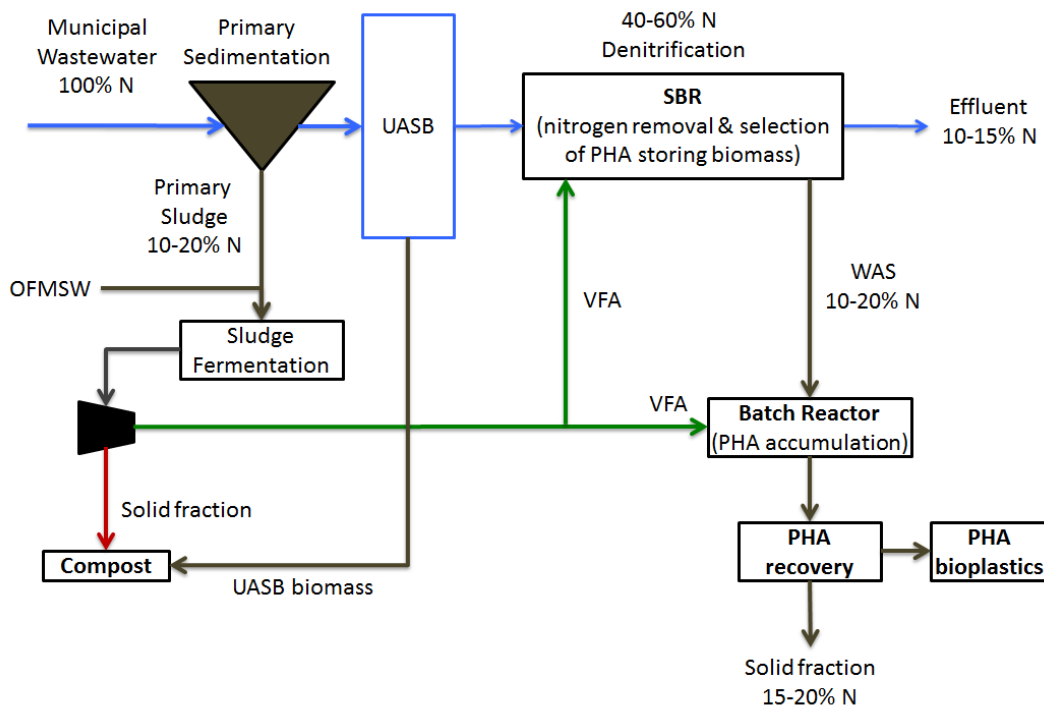 Municipal
Wastewater
100% N
Primary
Sedimentation
UASB
40-60% N
Denitrification
SBR
(nitrogen removal & selection
of PHA storing biomass)
Effluent
10-15% N
Primary
Sludge
10-20% N
OFMSW
Sludge
Fermentation
VFA
WAS
10-20% N
VFA
Batch Reactor
(PHA accumulation)
Solid fraction
Compost
UASB biomass
PHA
recovery
PHA
bioplastics
Solid fraction
15-20% N